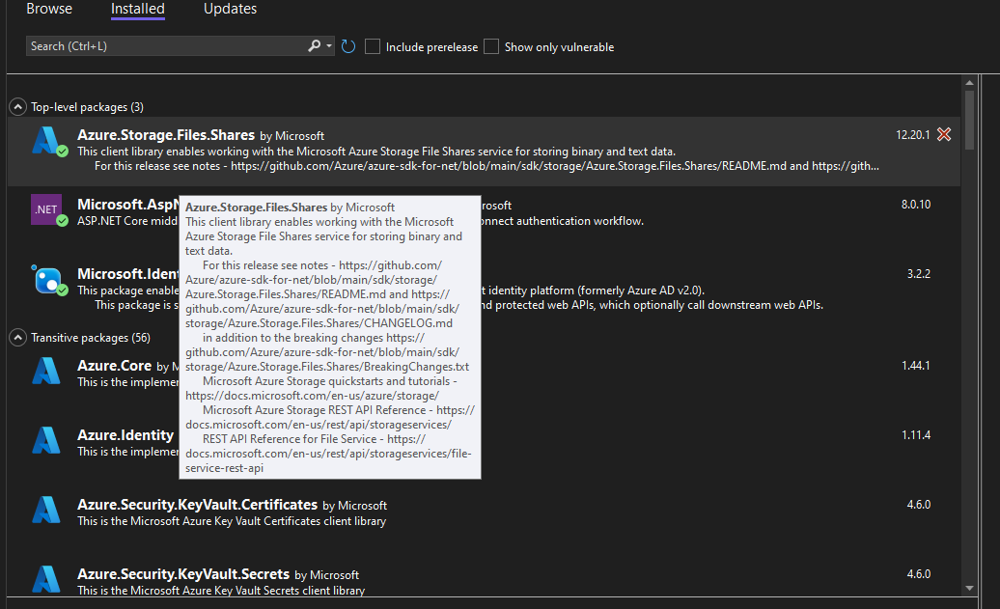 Browse Installed Updates
Search (Ctrl+L) Include prerelease Show only vulnerable
Top-level packages (3)
Azure.Storage.Files.Shares by Microsoft 12.20.1
This client library enables working with the Microsoft Azure Storage File Shares service for storing binary and text data.
For this release see notes - https://github.com/Azure/azure-sdk-for-net/blob/main/sdk/storage/Azure.Storage.Files.Shares/README.md and https://gith...
.NET
Microsoft.AspN rosoft 8.0.10
ASP.NET Core midd onnect authentication workflow.
Microsoft.Iden 3.2.2
This package enable t identity platform (formerly Azure AD v2.0).
This package is s nd protected web APIs, which optionally call downstream web APIs.
Azure.Storage.Files.Shares by Microsoft
This client library enables working with the Microsoft
Azure Storage File Shares service for storing binary and
text data.
For this release see notes - https://github.com/
Azure/azure-sdk-for-net/blob/main/sdk/storage/
Azure.Storage.Files.Shares/README.md and https://
github.com/Azure/azure-sdk-for-net/blob/main/sdk/
storage/Azure.Storage.Files.Shares/CHANGELOG.md
in addition to the breaking changes https://
github.com/Azure/azure-sdk-for-net/blob/main/sdk/
storage/Azure.Storage.Files.Shares/BreakingChanges.txt
Microsoft Azure Storage quickstarts and tutorials -
https://docs.microsoft.com/en-us/azure/storage/
Microsoft Azure Storage REST API Reference - https://
docs.microsoft.com/en-us/rest/api/storageservices/
REST API Reference for File Service - https://
docs.microsoft.com/en-us/rest/api/storageservices/file-
service-rest-api
Transitive packages (56)
Azure.Core by M 1.44.1
This is the implemen
Azure.Identity 1.11.4
This is the implemen
Azure.Security.KeyVault.Certificates by Microsoft 4.6.0
This is the Microsoft Azure Key Vault Certificates client library
Azure.Security.KeyVault.Secrets by Microsoft 4.6.0
This is the Microsoft Azure Key Vault Secrets client library